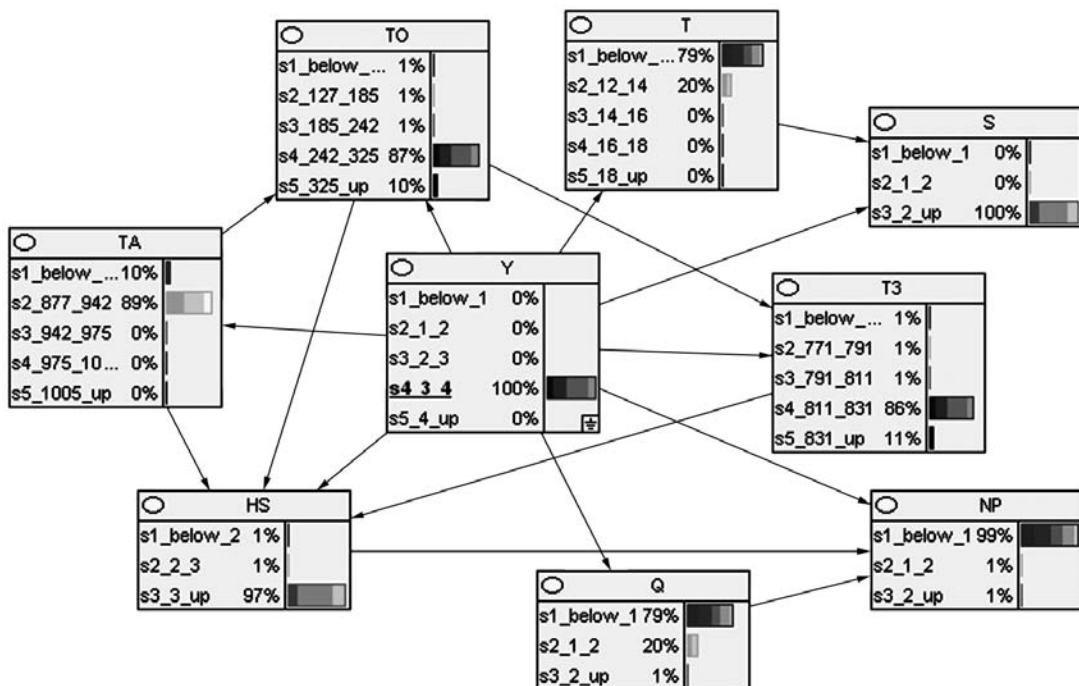 TO
s1_below_... 1%
s2_127_185 1%
s3_185_242 1%
s4_242_325 87%
s5_325_up 10%
T
s1_below_... 79%
s2_12_14 20%
s3_14_16 0%
s4_16_18 0%
s5_18_up 0%
S
s1_below_1 0%
s2_1_2 0%
s3_2_up 100%
TA
s1_below_... 10%
s2_877_942 89%
s3_942_975 0%
s4_975_10... 0%
s5_1005_up 0%
Y
s1_below_1 0%
s2_1_2 0%
s3_2_3 0%
s4_3_4 100%
s5_4_up 0%
T3
s1_below_... 1%
s2_771_791 1%
s3_791_811 1%
s4_811_831 86%
s5_831_up 11%
HS
s1_below_2 1%
s2_2_3 1%
s3_3_up 97%
NP
s1_below_1 99%
s2_1_2 1%
s3_2_up 1%
Q
s1_below_1 79%
s2_1_2 20%
s3_2_up 1%